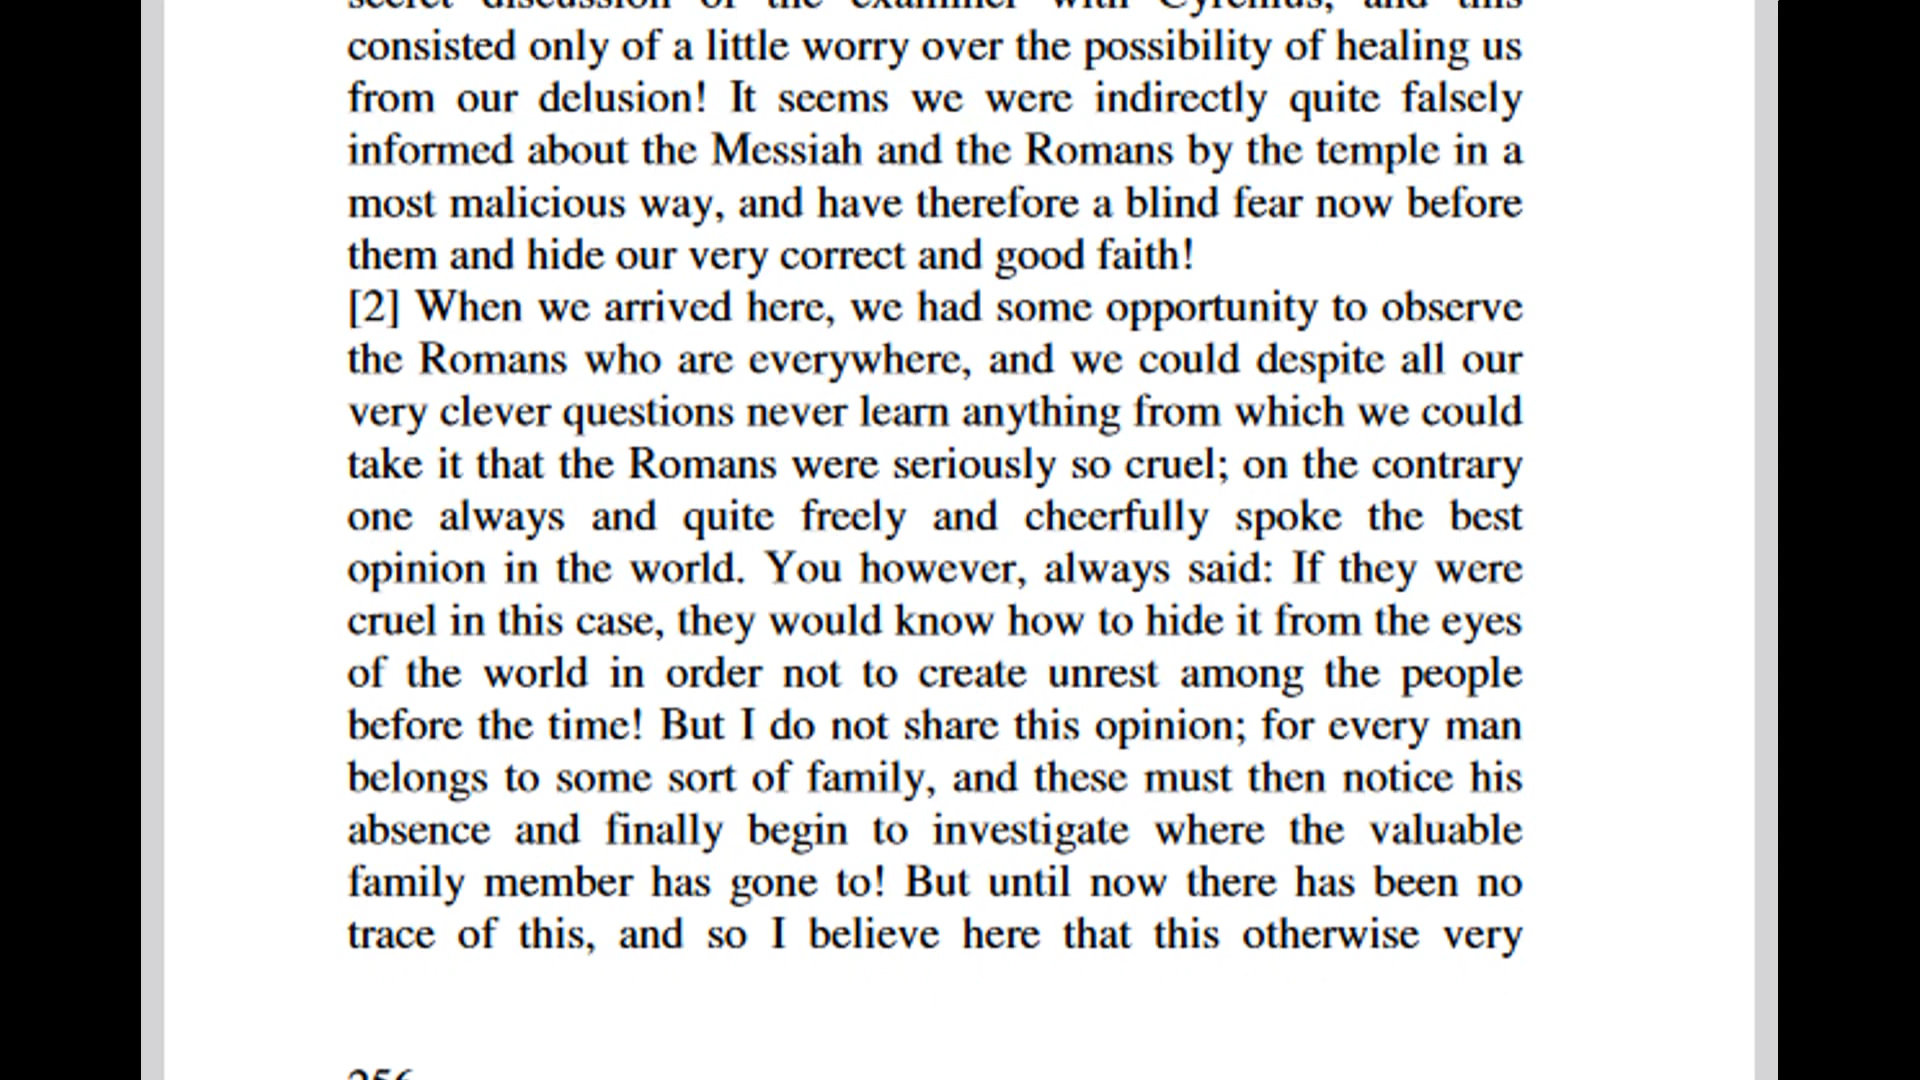 secret discussion of the examiner with Cyrenius, and this
consisted only of a little worry over the possibility of healing us
from our delusion! It seems we were indirectly quite falsely
informed about the Messiah and the Romans by the temple in a
most malicious way, and have therefore a blind fear now before
them and hide our very correct and good faith!
[2] When we arrived here, we had some opportunity to observe
the Romans who are everywhere, and we could despite all our
very clever questions never learn anything from which we could
take it that the Romans were seriously so cruel; on the contrary
one always and quite freely and cheerfully spoke the best
opinion in the world. You however, always said: If they were
cruel in this case, they would know how to hide it from the eyes
of the world in order not to create unrest among the people
before the time! But I do not share this opinion; for every man
belongs to some sort of family, and these must then notice his
absence and finally begin to investigate where the valuable
family member has gone to! But until now there has been no
trace of this, and so I believe here that this otherwise very
256